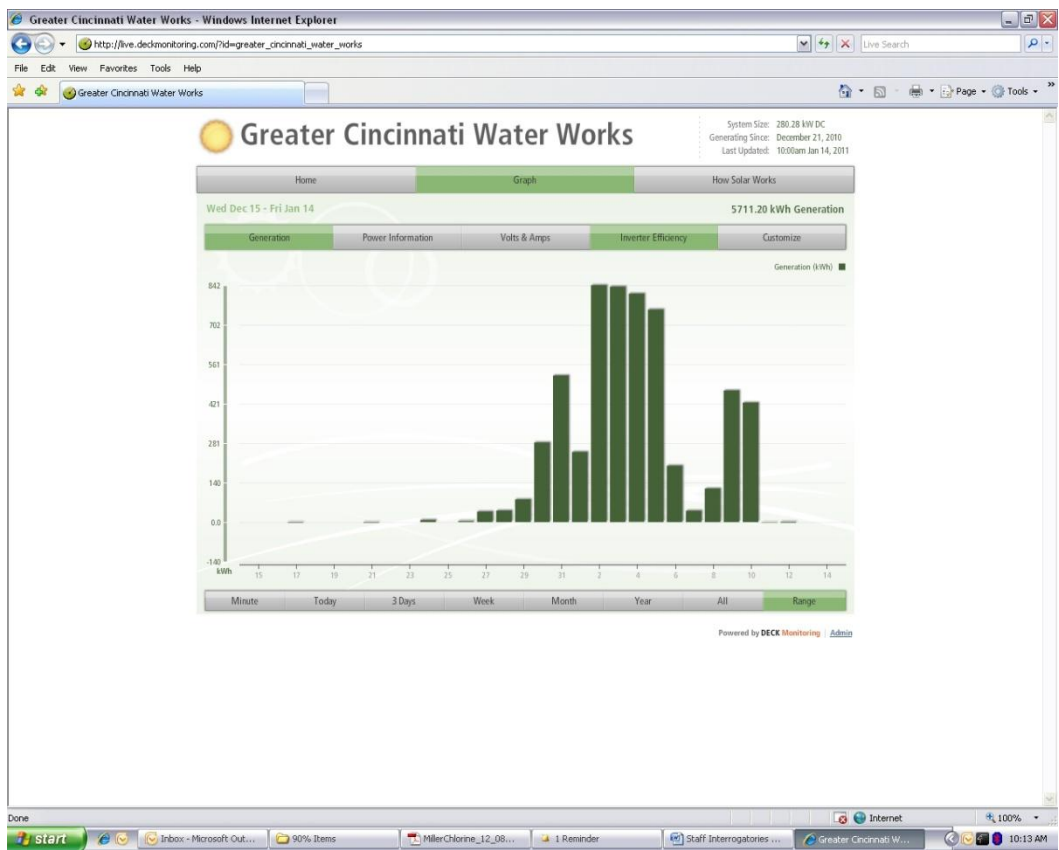 Greater Cincinnati Water Works - Windows Internet Explorer
http://live.deckmonitoring.com/?id=greater_cincinnati_water_works
Live Search
File Edit View Favorites Tools Help
Greater Cincinnati Water Works
Page Tools
Greater Cincinnati Water Works
System Size: 280.28 kW DC
Generating Since: December 21, 2010
Last Updated: 10:00am Jan 14, 2011
Home Graph How Solar Works
Wed Dec 15 - Fri Jan 14 5711.20 kWh Generation
Generation Power Information Volts & Amps Inverter Efficiency Customize
Generation (kWh)
842
702
561
421
281
140
0.0
-140
kWh
15 17 19 21 23 25 27 29 31 2 4 6 8 10 12 14
Minute Today 3 Days Week Month Year All Range
Powered by DECK Monitoring | Admin
Done Internet 100%
start Inbox - Microsoft Out... 90% Items MillerChlorine_12_08... 1 Reminder Staff Interrogatories ... Greater Cincinnati W... 10:13 AM